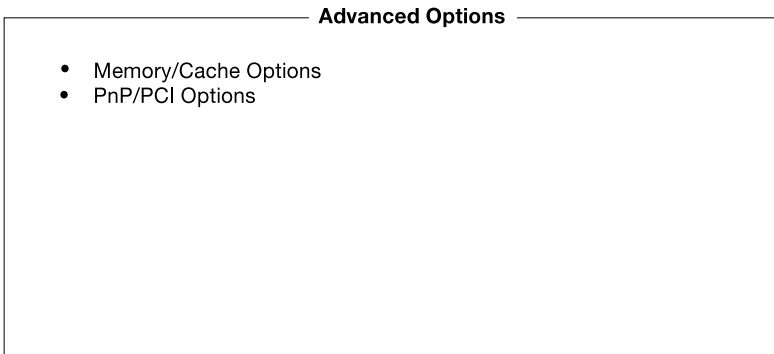 Advanced Options
• Memory/Cache Options
• PnP/PCI Options